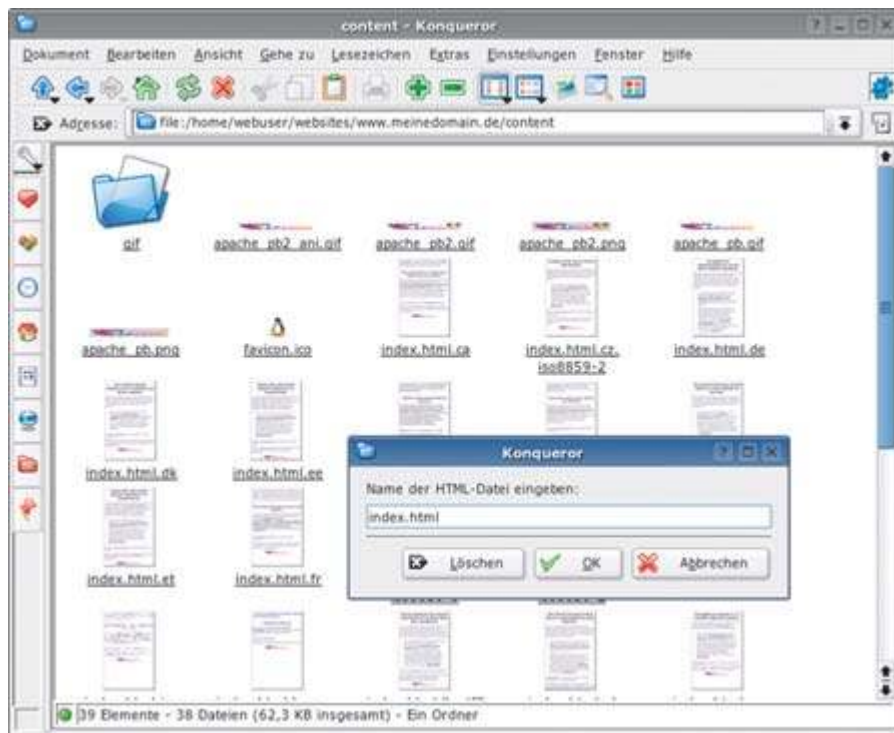 content - Konqueror
Dokument Bearbeiten Ansicht Gehe zu Lesezeichen Extras Einstellungen Fenster Hilfe
Adresse: file:/home/webuser/websites/www.meinedomain.de/content
gif apache_pb2_ani.gif apache_pb2.gif apache_pb2.png apache_pb.gif
apache_pb.png favicon.ico index.html.ca index.html.cz. index.html.de
iso8859-2
index.html.dk index.html.ee
Konqueror
Name der HTML-Datei eingeben:
index.html
Löschen OK Abbrechen
index.html.et index.html.fr
39 Elemente - 38 Dateien (62,3 KB insgesamt) - Ein Ordner